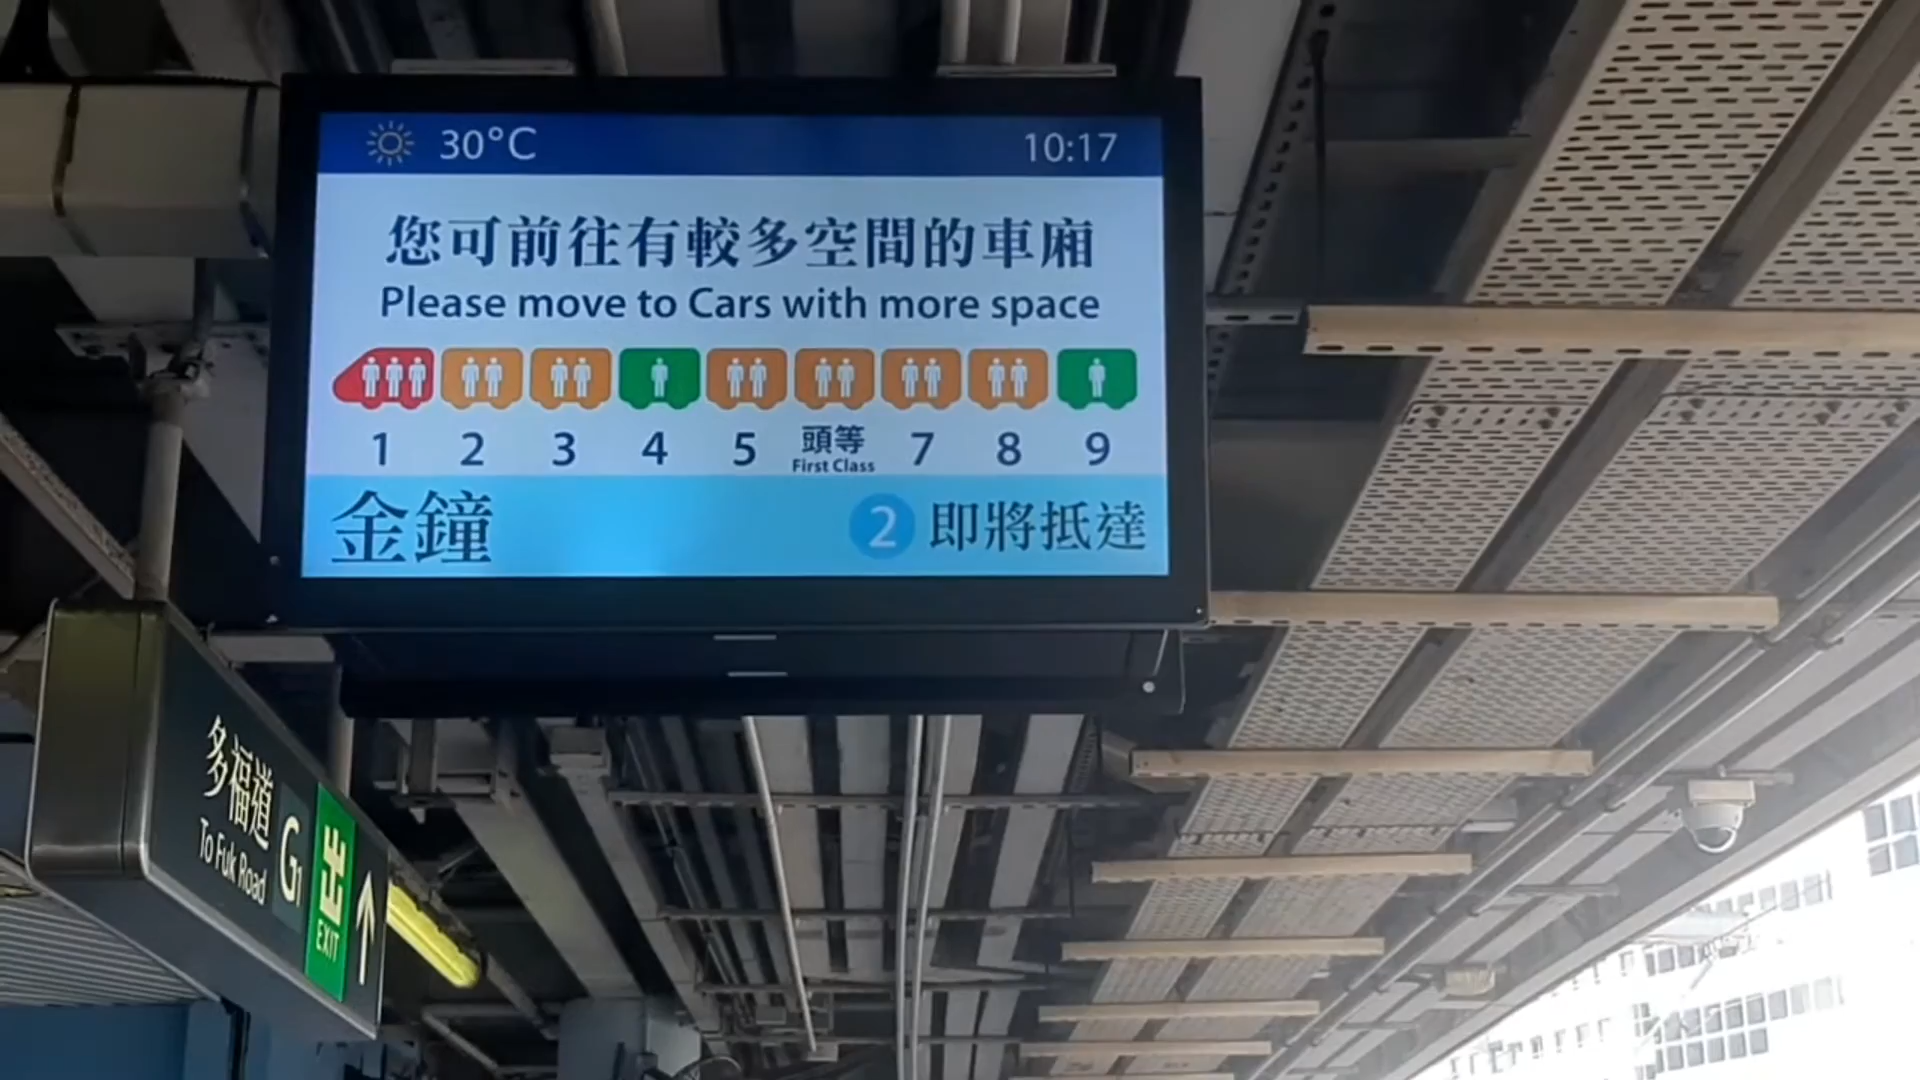 30°C 10:17
您可前往有較多空間的車廂
Please move to Cars with more space
1 2 3 4 5 頭等 First Class 7 8 9
金鐘 2 即將抵達
多福道
To Fuk Road
G1
出
EXIT